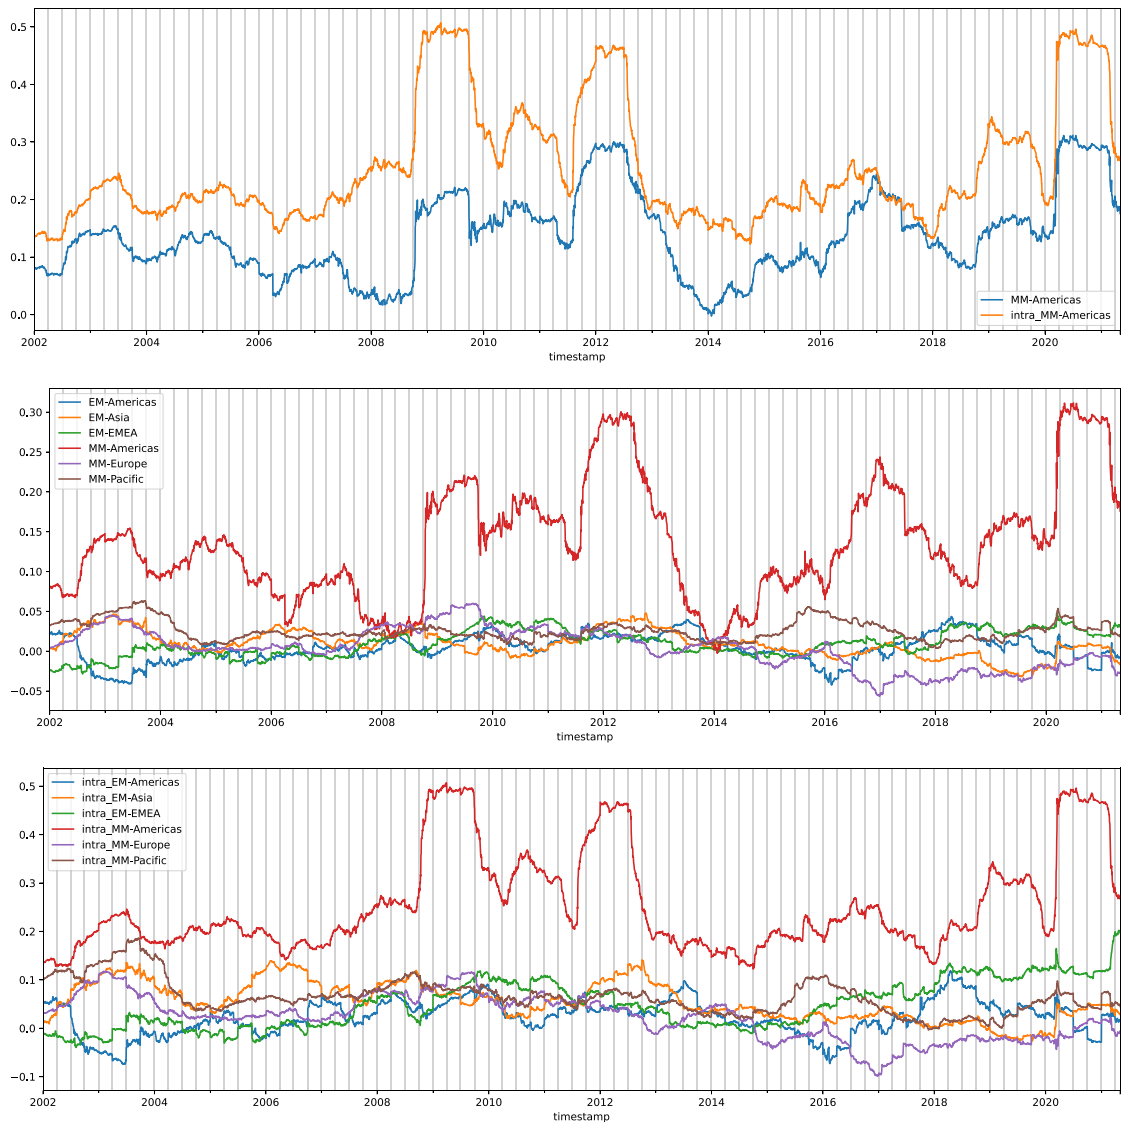 0.5
0.4
0.3
0.2
0.1
0.0
MM-Americas
intra_MM-Americas
2002 2004 2006 2008 2010 2012 2014 2016 2018 2020
timestamp
EM-Americas
EM-Asia
EM-EMEA
MM-Americas
MM-Europe
MM-Pacific
0.30
0.25
0.20
0.15
0.10
0.05
0.00
−0.05
2002 2004 2006 2008 2010 2012 2014 2016 2018 2020
timestamp
intra_EM-Americas
intra_EM-Asia
intra_EM-EMEA
intra_MM-Americas
intra_MM-Europe
intra_MM-Pacific
0.5
0.4
0.3
0.2
0.1
0.0
−0.1
2002 2004 2006 2008 2010 2012 2014 2016 2018 2020
timestamp